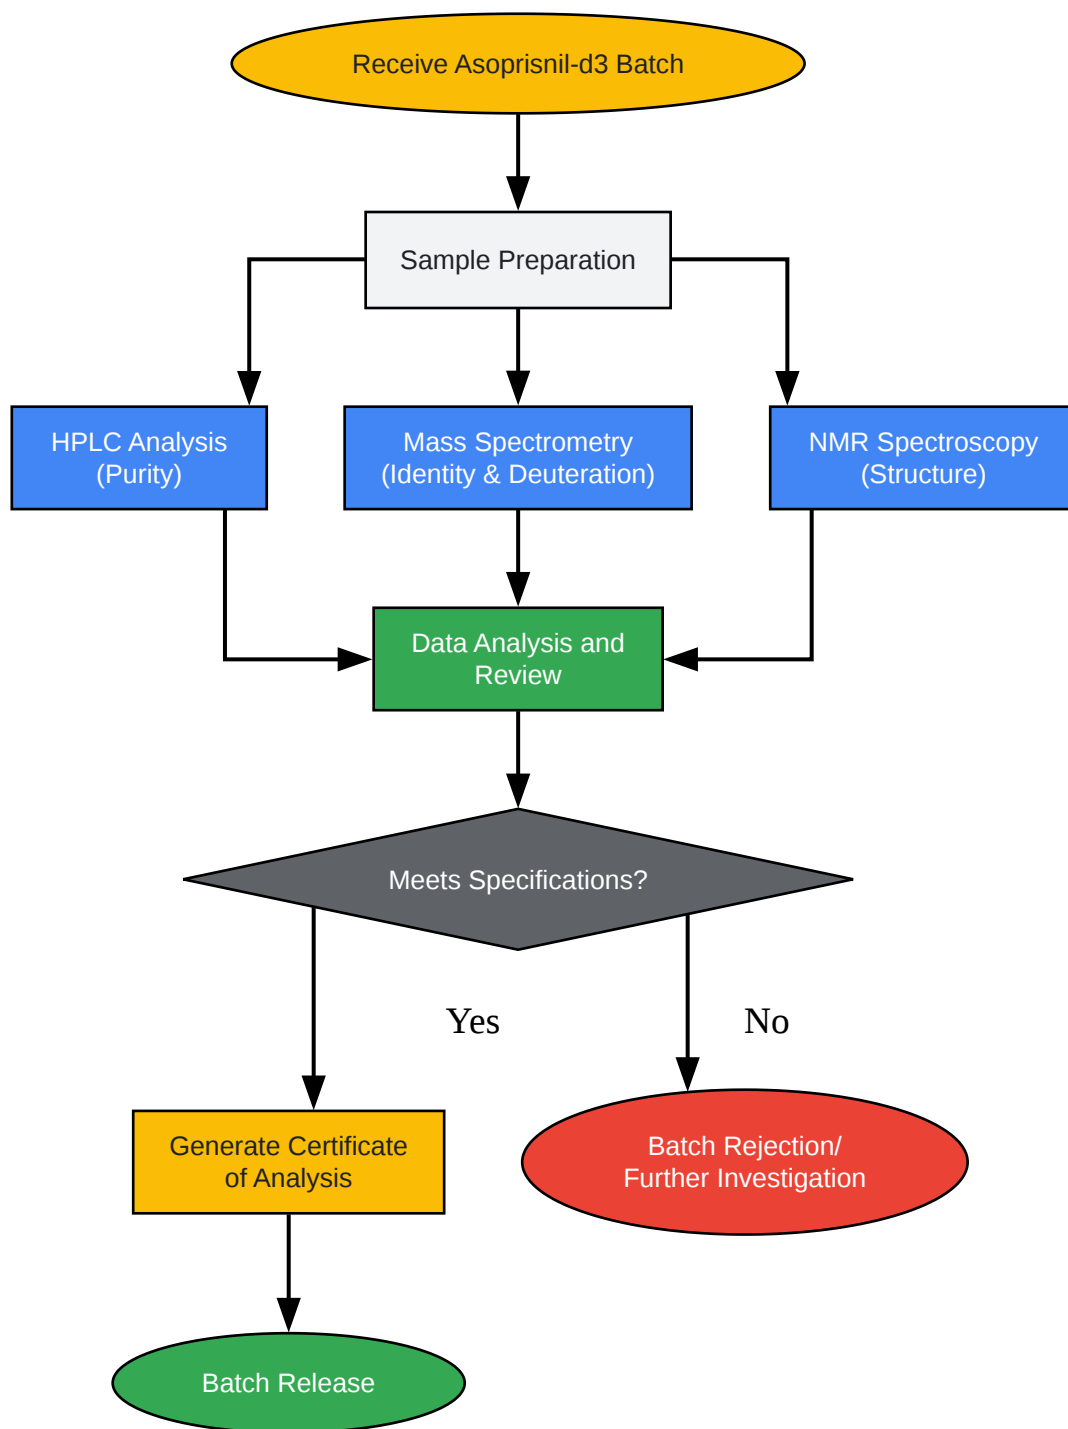 Receive Asoprisnil-d3 Batch
Sample Preparation
HPLC Analysis
(Purity)
Mass Spectrometry
(Identity & Deuteration)
NMR Spectroscopy
(Structure)
Data Analysis and
Review
Meets Specifications?
Yes
No
Generate Certificate
of Analysis
Batch Rejection/
Further Investigation
Batch Release